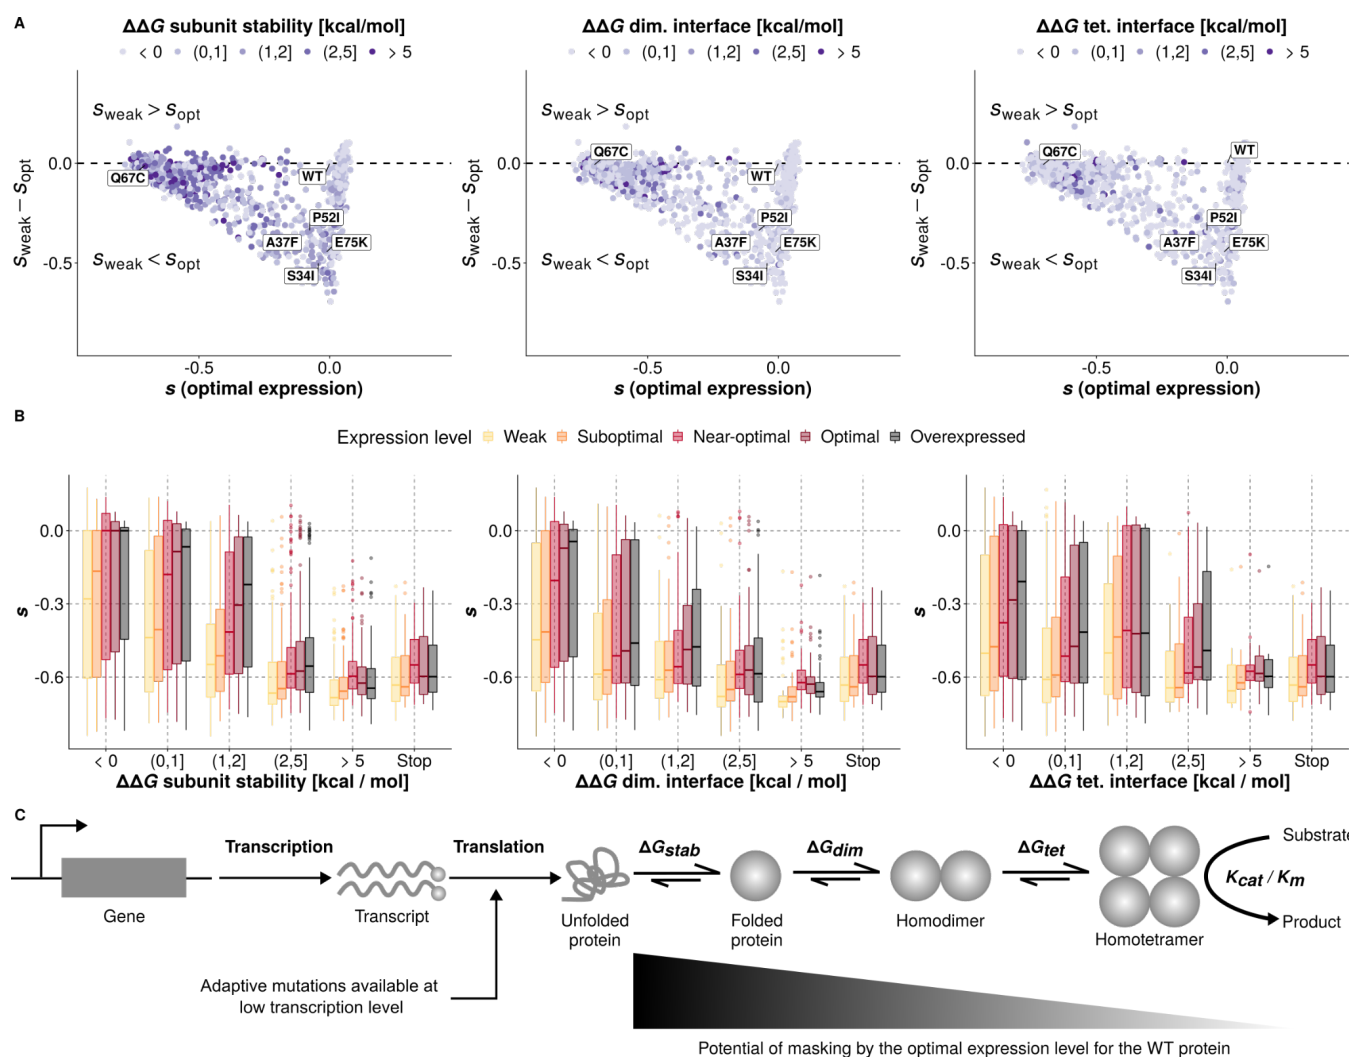 A
ΔΔG subunit stability [kcal/mol]
< 0 (0,1] (1,2] (2,5] > 5
ΔΔG dim. interface [kcal/mol]
< 0 (0,1] (1,2] (2,5] > 5
ΔΔG tet. interface [kcal/mol]
< 0 (0,1] (1,2] (2,5] > 5
sweak − sopt
0.0
-0.5
sweak > sopt
sweak < sopt
Q67C
WT
P52I
A37F
E75K
S34I
-0.5 0.0
s (optimal expression)
sweak − sopt
0.0
-0.5
sweak > sopt
sweak < sopt
Q67C
WT
P52I
A37F
E75K
S34I
-0.5 0.0
s (optimal expression)
sweak − sopt
0.0
-0.5
sweak > sopt
sweak < sopt
Q67C
WT
P52I
A37F
E75K
S34I
-0.5 0.0
s (optimal expression)
B
Expression level Weak Suboptimal Near-optimal Optimal Overexpressed
s
0.0
-0.3
-0.6
< 0 (0,1] (1,2] (2,5] > 5 Stop
ΔΔG subunit stability [kcal / mol]
s
0.0
-0.3
-0.6
< 0 (0,1] (1,2] (2,5] > 5 Stop
ΔΔG dim. interface [kcal / mol]
s
0.0
-0.3
-0.6
< 0 (0,1] (1,2] (2,5] > 5 Stop
ΔΔG tet. interface [kcal / mol]
C
Gene
Transcription
Transcript
Translation
Unfolded
protein
ΔGstab
Folded
protein
ΔGdim
Homodimer
ΔGtet
Homotetramer
Substrate
Kcat / Km
Product
Adaptive mutations available at
low transcription level
Potential of masking by the optimal expression level for the WT protein